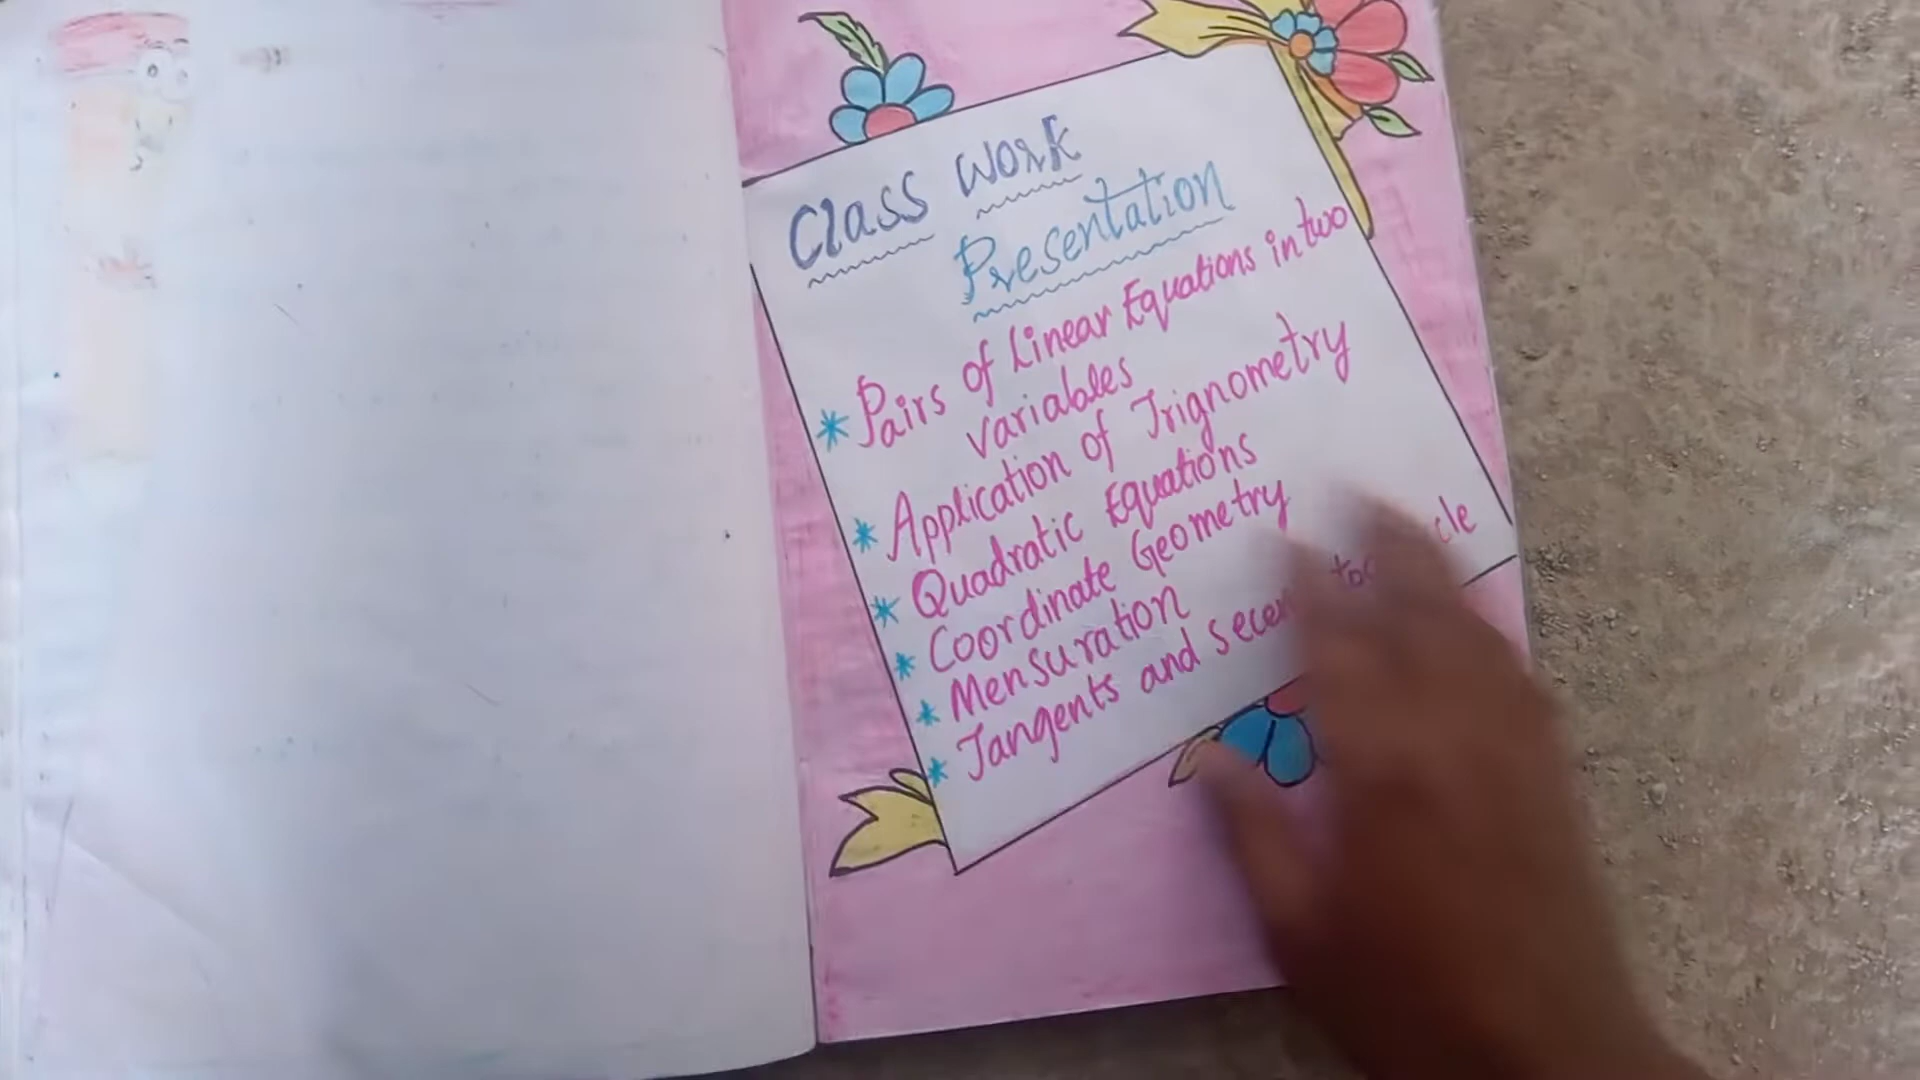 Class Work
Presentation
* Pairs of Linear Equations in two
variables
* Application of Trignometry
* Quadratic Equations
* Coordinate Geometry
* Mensuration
* Tangents and